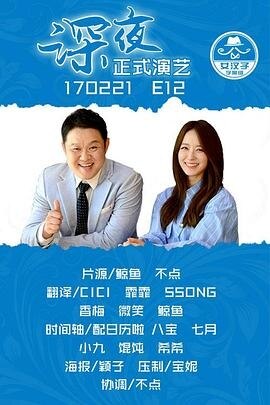 深夜
正式演艺
170221 E12
女汉子
字幕组
片源/鲸鱼 不点
翻译/CICI 霏霏 SSONG
香梅 微笑 鲸鱼
时间轴/配日历啦 八宝 七月
小九 馄饨 希希
海报/颖子 压制/宝妮
协调/不点